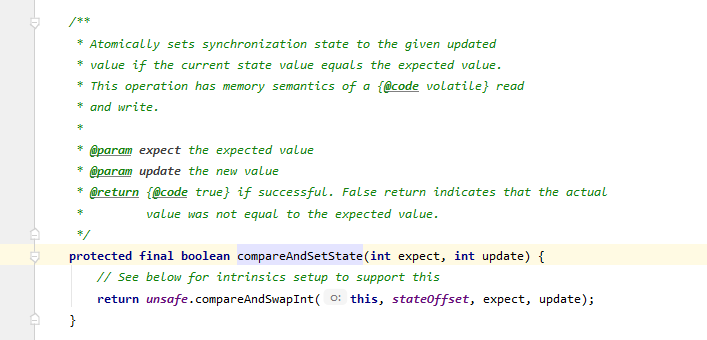 /**
* Atomically sets synchronization state to the given updated
* value if the current state value equals the expected value.
* This operation has memory semantics of a {@code volatile} read
* and write.
*
* @param expect the expected value
* @param update the new value
* @return {@code true} if successful. False return indicates that the actual
*         value was not equal to the expected value.
*/
protected final boolean compareAndSetState(int expect, int update) {
// See below for intrinsics setup to support this
return unsafe.compareAndSwapInt( o: this, stateOffset, expect, update);
}